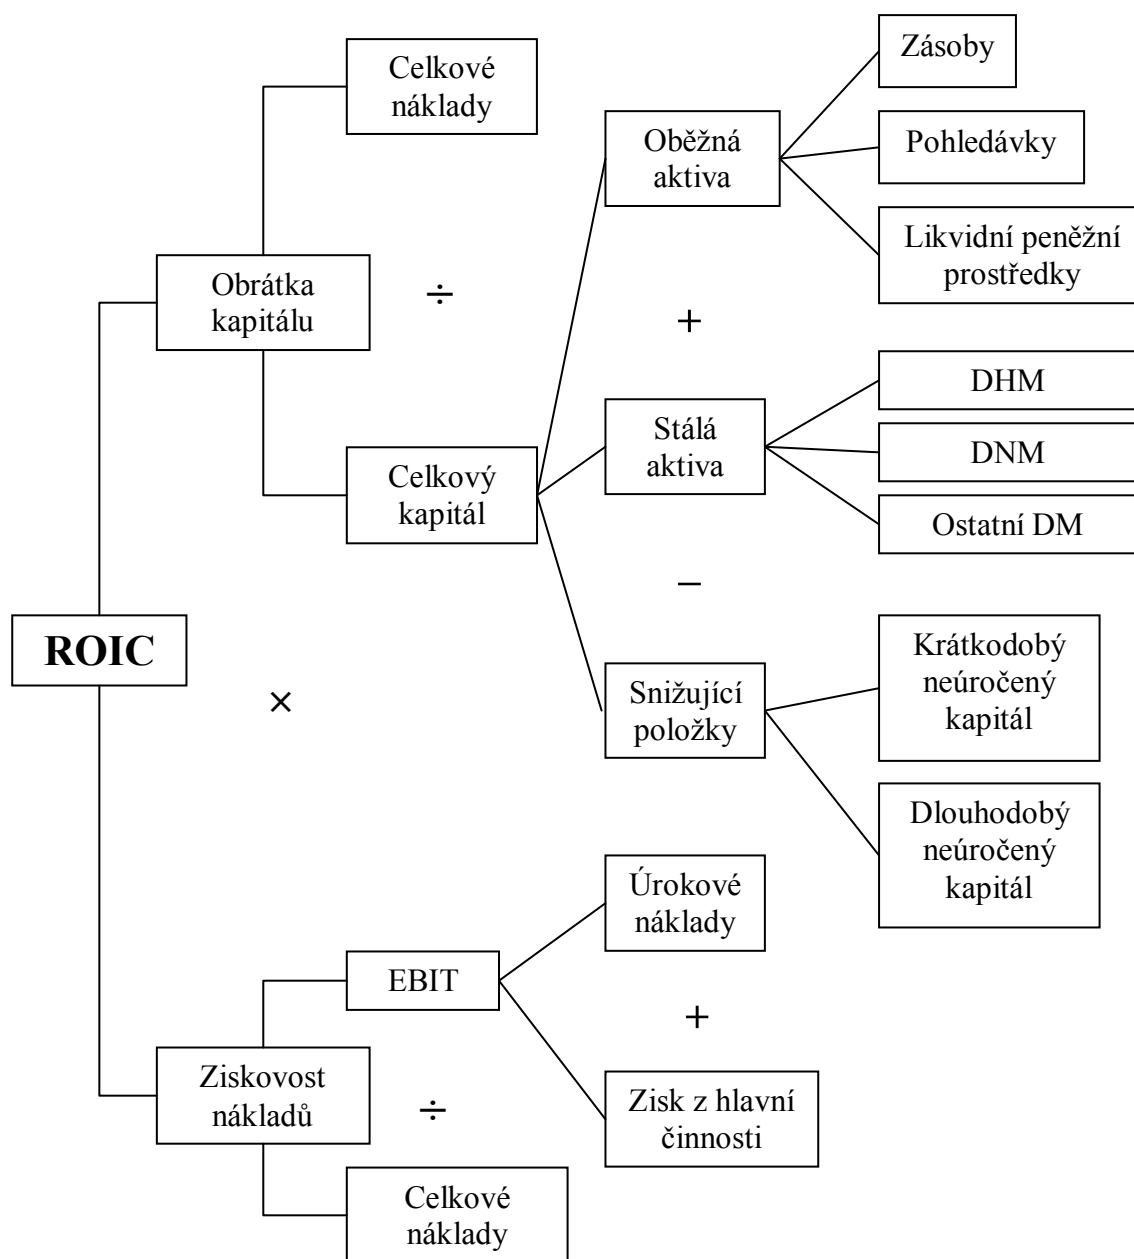 Zásoby
Celkové
náklady
Oběžná
aktiva
Pohledávky
Likvidní peněžní
prostředky
Obrátka
kapitálu
÷
+
DHM
Stálá
aktiva
DNM
Celkový
kapitál
Ostatní DM
−
ROIC
×
Krátkodobý
neúročený
kapitál
Snižující
položky
Dlouhodobý
neúročený
kapitál
Úrokové
náklady
EBIT
+
Ziskovost
nákladů
÷
Zisk z hlavní
činnosti
Celkové
náklady